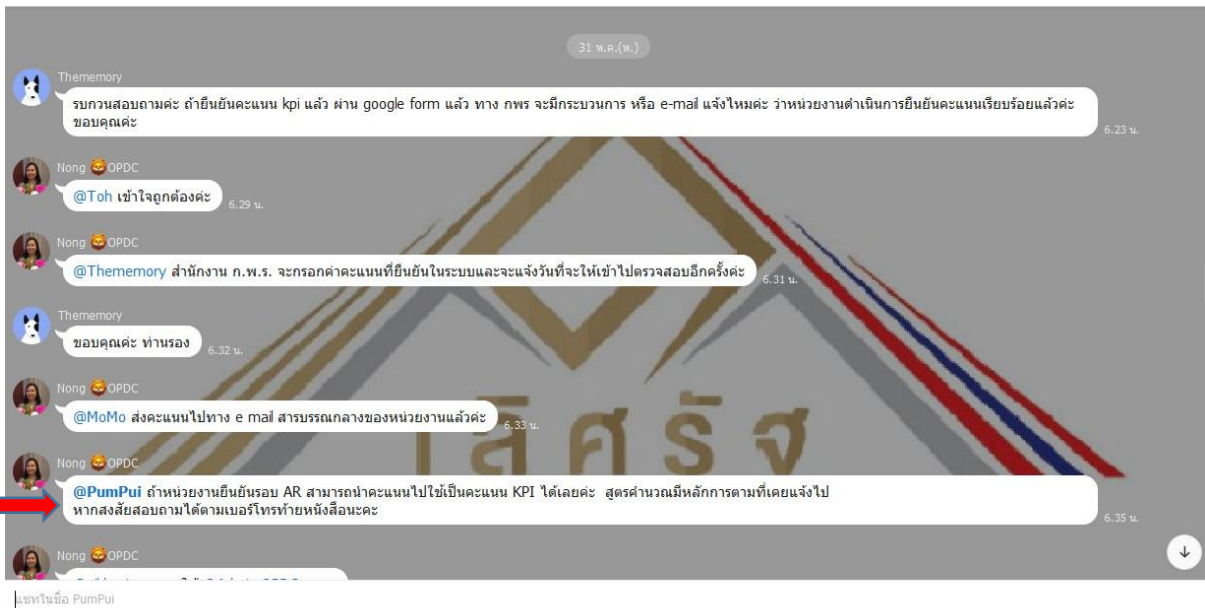 31 พ.ค.(พ.)
Thememory
รบกวนสอบถามค่ะ ถ้ายืนยันคะแนน kpi แล้ว ผ่าน google form แล้ว ทาง กพร จะมีกระบวนการ หรือ e-mail แจ้งไหมค่ะ ว่าหน่วยงานดำเนินการยืนยันคะแนนเรียบร้อยแล้วค่ะ
ขอบคุณค่ะ
6.23 น.
Nong 🦁OPDC
@Toh เข้าใจถูกต้องค่ะ
6.29 น.
Nong 🦁OPDC
@Thememory สำนักงาน ก.พ.ร. จะกรอกค่าคะแนนที่ยืนยันในระบบและจะแจ้งวันที่จะให้เข้าไปตรวจสอบอีกครั้งค่ะ
6.31 น.
Thememory
ขอบคุณค่ะ ท่านรอง
6.32 น.
Nong 🦁OPDC
@MoMo ส่งคะแนนไปทาง e mail สารบรรณกลางของหน่วยงานแล้วค่ะ
6.33 น.
เลิศรัฐ
Nong 🦁OPDC
@PumPui ถ้าหน่วยงานยืนยันรอบ AR สามารถนำคะแนนไปใช้เป็นคะแนน KPI ได้เลยค่ะ สูตรคำนวณมีหลักการตามที่เคยแจ้งไป
หากสงสัยสอบถามได้ตามเบอร์โทรท้ายหนังสือนะคะ
6.35 น.
Nong 🦁OPDC
แชทในชื่อ PumPui